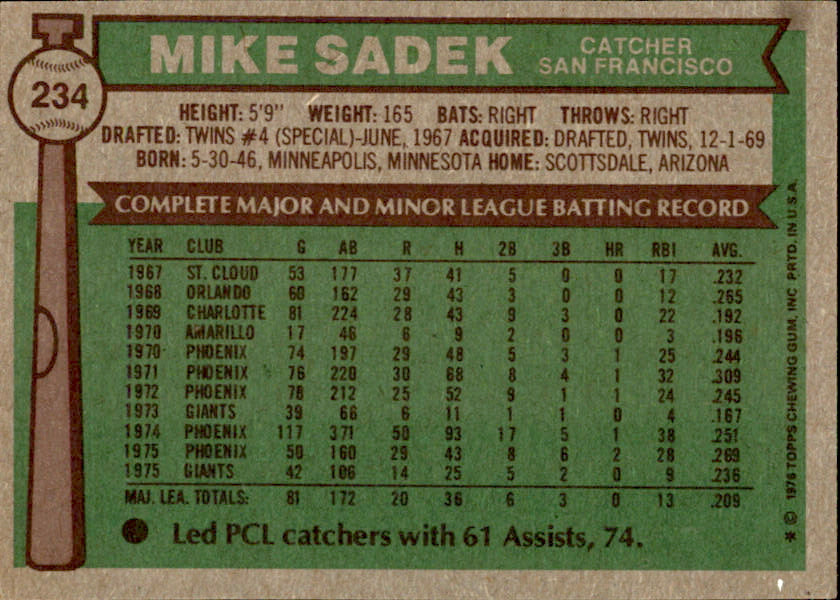 234
MIKE SADEK
CATCHER
SAN FRANCISCO
HEIGHT: 5'9" WEIGHT: 165 BATS: RIGHT THROWS: RIGHT
DRAFTED: TWINS #4 (SPECIAL)-JUNE, 1967 ACQUIRED: DRAFTED, TWINS, 12-1-69
BORN: 5-30-46, MINNEAPOLIS, MINNESOTA HOME: SCOTTSDALE, ARIZONA
COMPLETE MAJOR AND MINOR LEAGUE BATTING RECORD
YEAR CLUB G AB R H 2B 3B HR RBI AVG.
1967 ST. CLOUD 53 177 37 41 5 0 0 17 .232
1968 ORLANDO 60 162 29 43 3 0 0 12 .265
1969 CHARLOTTE 81 224 28 43 9 3 0 22 .192
1970 AMARILLO 17 46 6 9 2 0 0 3 .196
1970 PHOENIX 74 197 29 48 5 3 1 25 .244
1971 PHOENIX 76 220 30 68 8 4 1 32 .309
1972 PHOENIX 78 212 25 52 9 1 1 24 .245
1973 GIANTS 39 66 6 11 1 1 0 4 .167
1974 PHOENIX 117 371 50 93 17 5 1 38 .251
1975 PHOENIX 50 160 29 43 8 6 2 28 .269
1975 GIANTS 42 106 14 25 5 2 0 9 .236
MAJ. LEA. TOTALS: 81 172 20 36 6 3 0 13 .209
Led PCL catchers with 61 Assists, 74.
* © 1976 TOPPS CHEWING GUM, INC. PRTD. IN U.S.A.